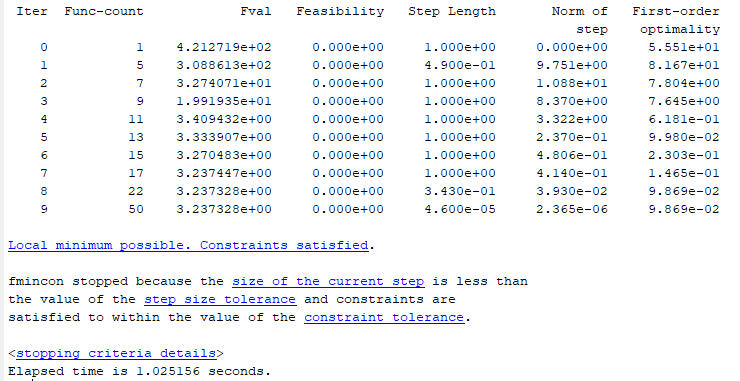 Iter Func-count Fval Feasibility Step Length Norm of First-order
step optimality
0 1 4.212719e+02 0.000e+00 1.000e+00 0.000e+00 5.551e+01
1 5 3.088613e+02 0.000e+00 4.900e-01 9.751e+00 8.167e+01
2 7 3.274071e+01 0.000e+00 1.000e+00 1.088e+01 7.804e+00
3 9 1.991935e+01 0.000e+00 1.000e+00 8.370e+00 7.645e+00
4 11 3.409432e+00 0.000e+00 1.000e+00 3.322e+00 6.181e-01
5 13 3.333907e+00 0.000e+00 1.000e+00 2.370e-01 9.980e-02
6 15 3.270483e+00 0.000e+00 1.000e+00 4.806e-01 2.303e-01
7 17 3.237447e+00 0.000e+00 1.000e+00 4.140e-01 1.465e-01
8 22 3.237328e+00 0.000e+00 3.430e-01 3.930e-02 9.869e-02
9 50 3.237328e+00 0.000e+00 4.600e-05 2.365e-06 9.869e-02
Local minimum possible. Constraints satisfied.
fmincon stopped because the size of the current step is less than
the value of the step size tolerance and constraints are
satisfied to within the value of the constraint tolerance.
<stopping criteria details>
Elapsed time is 1.025156 seconds.